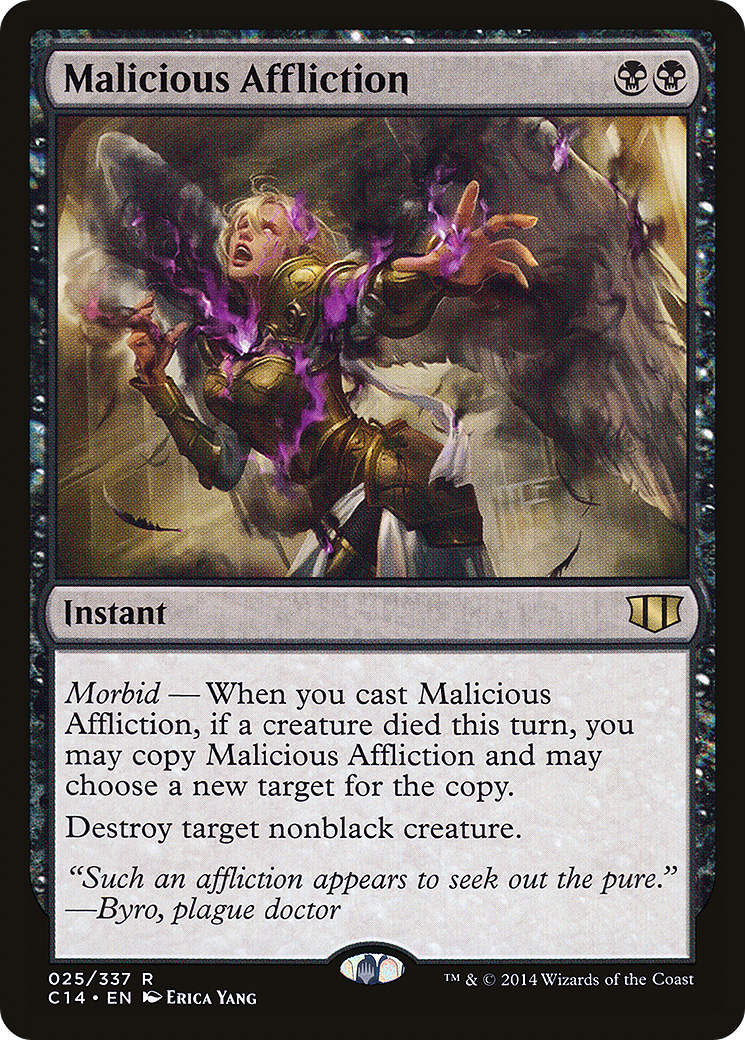 Malicious Affliction
Instant
Morbid — When you cast Malicious
Affliction, if a creature died this turn, you
may copy Malicious Affliction and may
choose a new target for the copy.
Destroy target nonblack creature.
“Such an affliction appears to seek out the pure.”
—Byro, plague doctor
025/337 R
™ & © 2014 Wizards of the Coast
C14 • EN Erica Yang